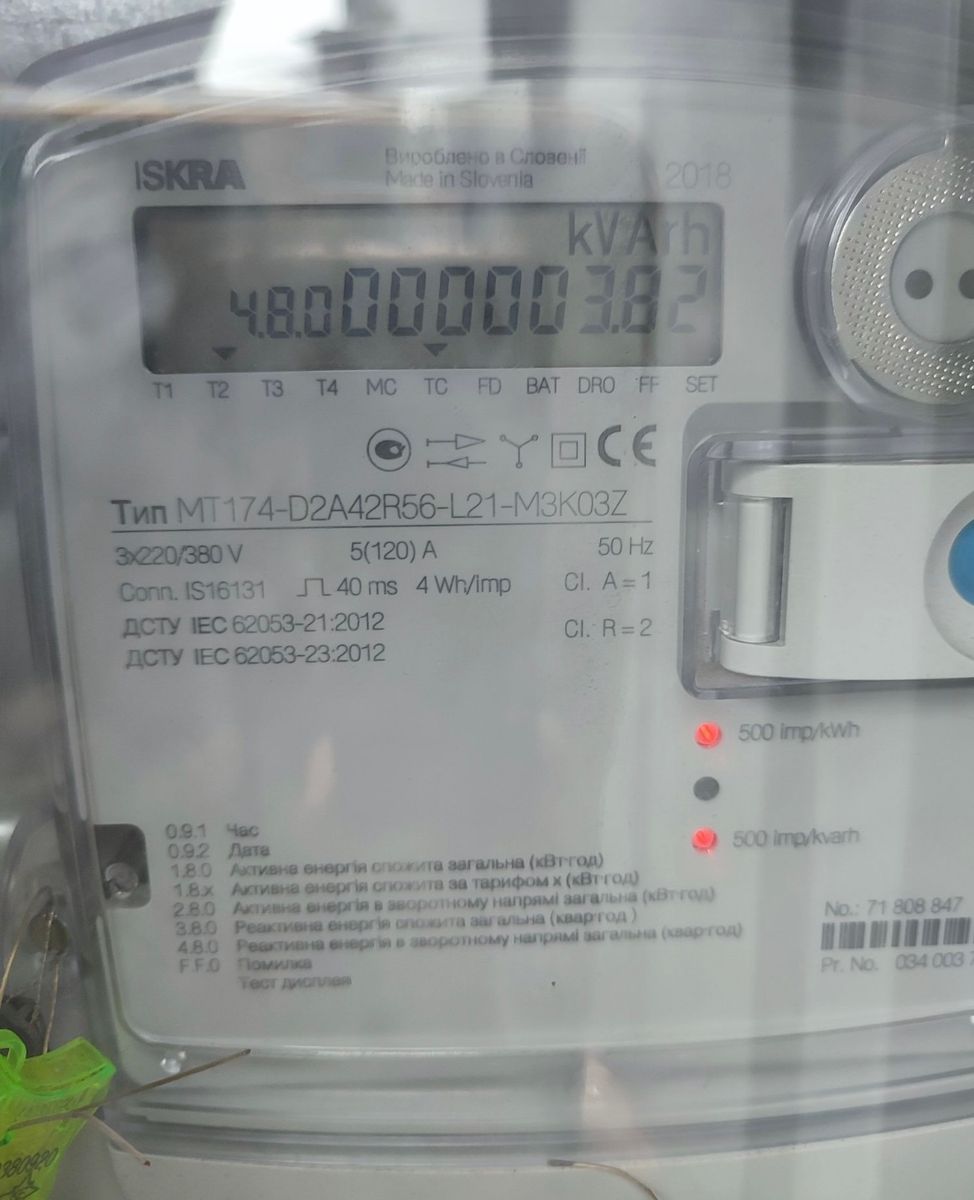 ISKRA
Вироблено в Словенії
Made in Slovenia
2018
kVArh
4.8.0 000003.82
T1 T2 T3 T4 MC TC FD BAT DRO FF SET
CE
Тип MT174-D2A42R56-L21-M3K03Z
3x220/380 V 5(120) A 50 Hz
Conn. IS16131 40 ms 4 Wh/imp Cl. A=1
ДСТУ IEC 62053-21:2012 Cl. R=2
ДСТУ IEC 62053-23:2012
500 imp/kWh
500 imp/kvarh
0.9.1 Час
0.9.2 Дата
1.8.0 Активна енергія спожита загальна (кВт·год)
1.8.x Активна енергія спожита за тарифом x (кВт·год)
2.8.0 Активна енергія в зворотному напрямі загальна (кВт·год)
3.8.0 Реактивна енергія спожита загальна (квар·год )
4.8.0 Реактивна енергія в зворотному напрямі загальна (квар·год)
F.F.0 Помилка
Тест дисплея
No.: 71 808 847
Pr. No. 034 003